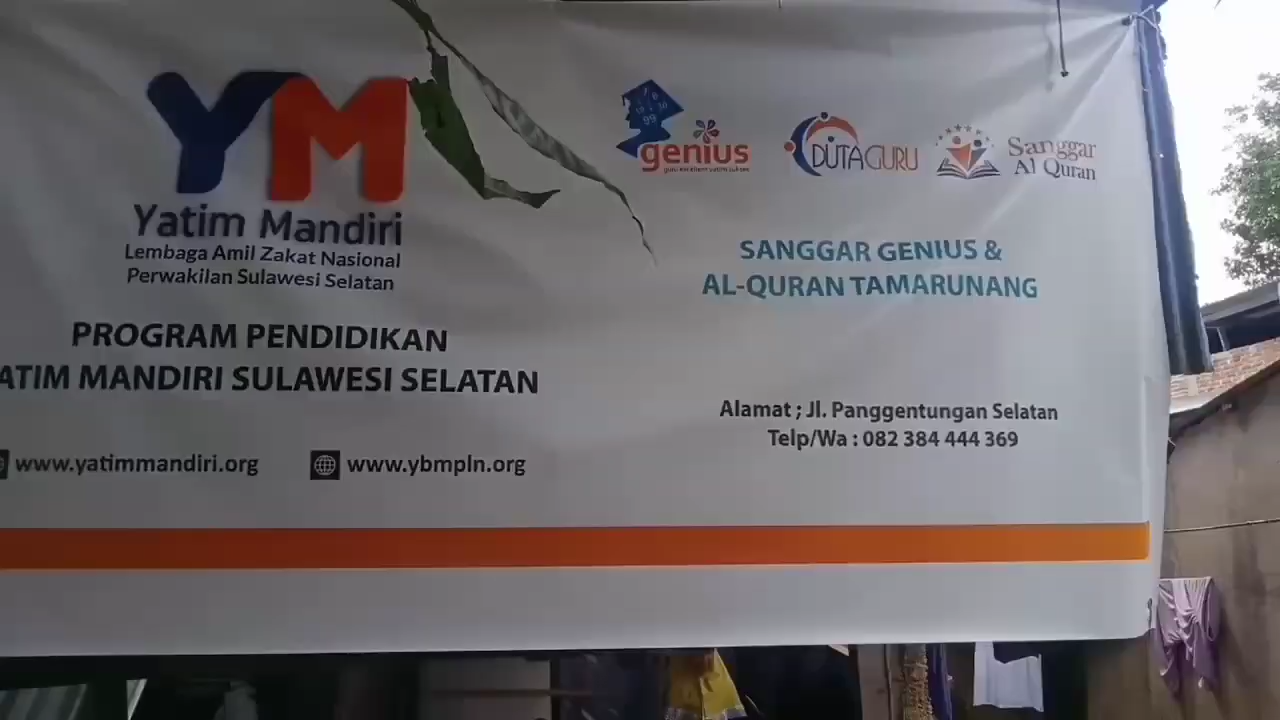 YM
Yatim Mandiri
Lembaga Amil Zakat Nasional
Perwakilan Sulawesi Selatan
PROGRAM PENDIDIKAN
ATIM MANDIRI SULAWESI SELATAN
www.yatimmandiri.org
www.ybmpln.org
genius
DUTAGURU
Sanggar
Al Quran
SANGGAR GENIUS &
AL-QURAN TAMARUNANG
Alamat ; Jl. Panggentungan Selatan
Telp/Wa : 082 384 444 369